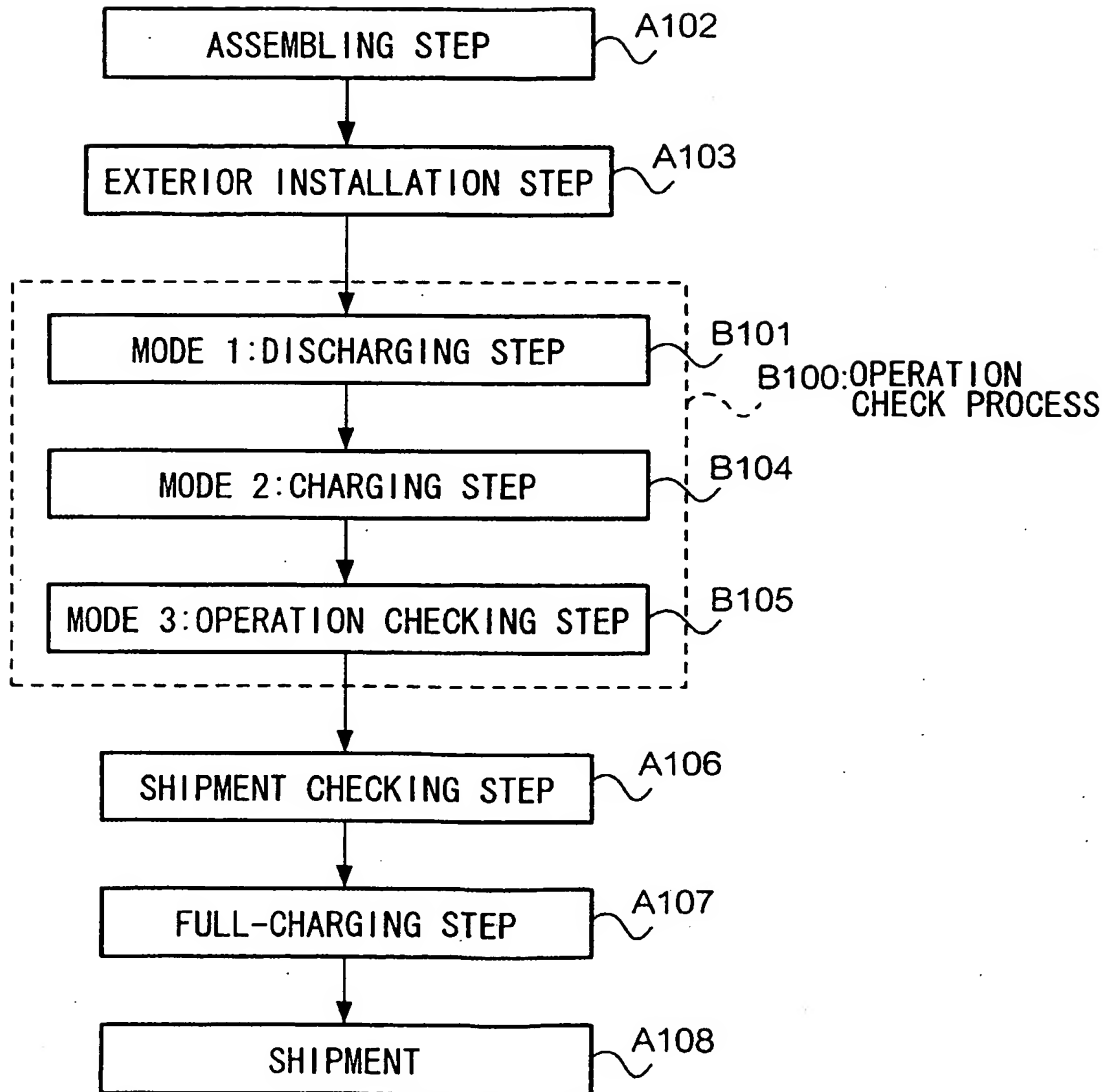 ASSEMBLING STEP
A102
EXTERIOR INSTALLATION STEP
A103
MODE 1:DISCHARGING STEP
B101
B100:OPERATION
CHECK PROCESS
MODE 2:CHARGING STEP
B104
MODE 3:OPERATION CHECKING STEP
B105
SHIPMENT CHECKING STEP
A106
FULL-CHARGING STEP
A107
SHIPMENT
A108